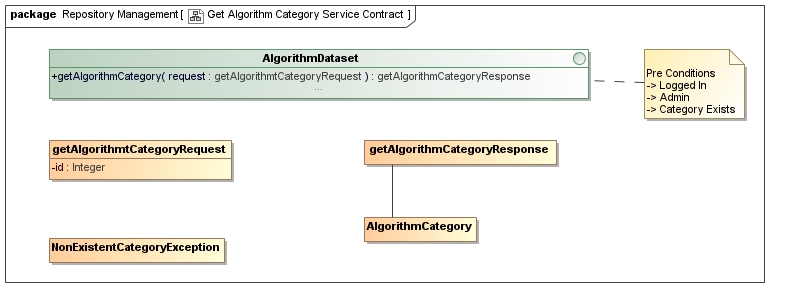 package Repository Management [ Get Algorithm Category Service Contract ]
AlgorithmDataset
+getAlgorithmCategory( request : getAlgorithmtCategoryRequest ) : getAlgorithmCategoryResponse
...
Pre Conditions
-> Logged In
-> Admin
-> Category Exists
getAlgorithmtCategoryRequest
-id : Integer
getAlgorithmCategoryResponse
AlgorithmCategory
NonExistentCategoryException